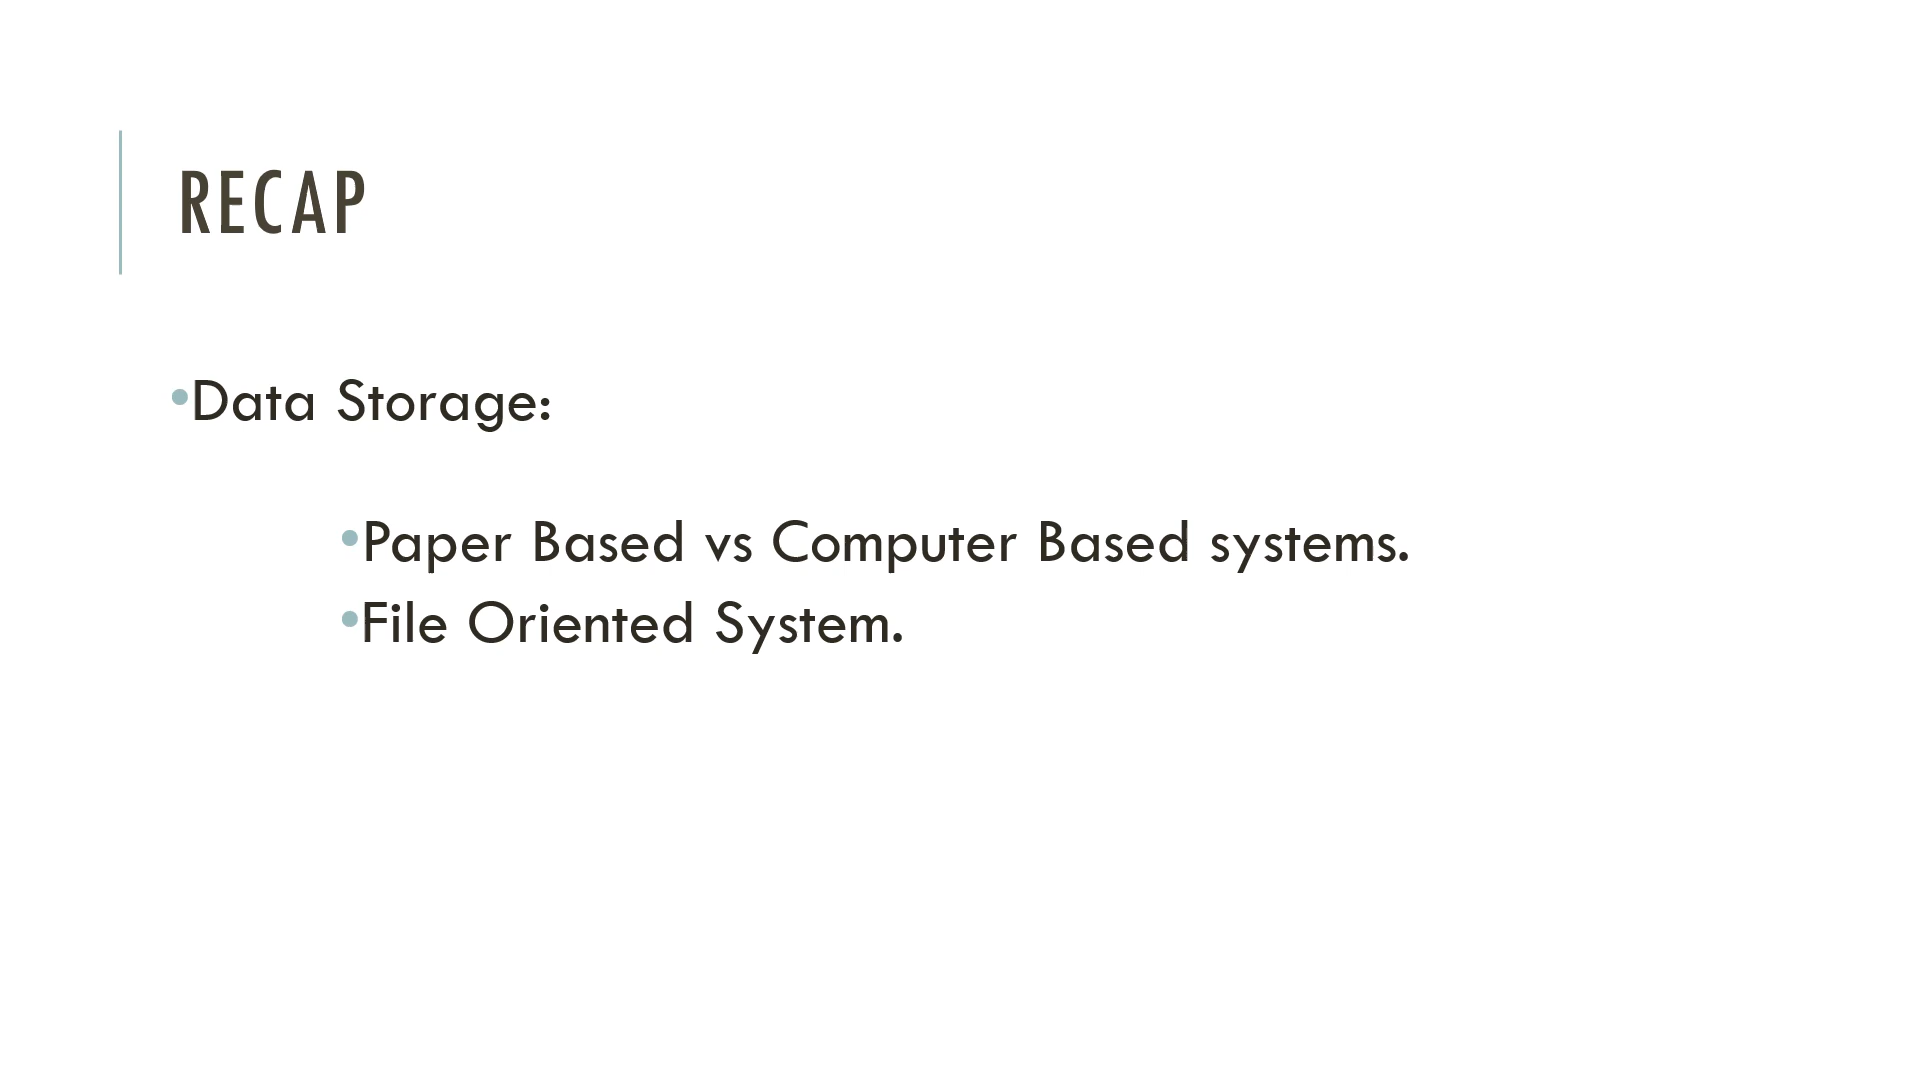 RECAP
•Data Storage:
•Paper Based vs Computer Based systems.
•File Oriented System.